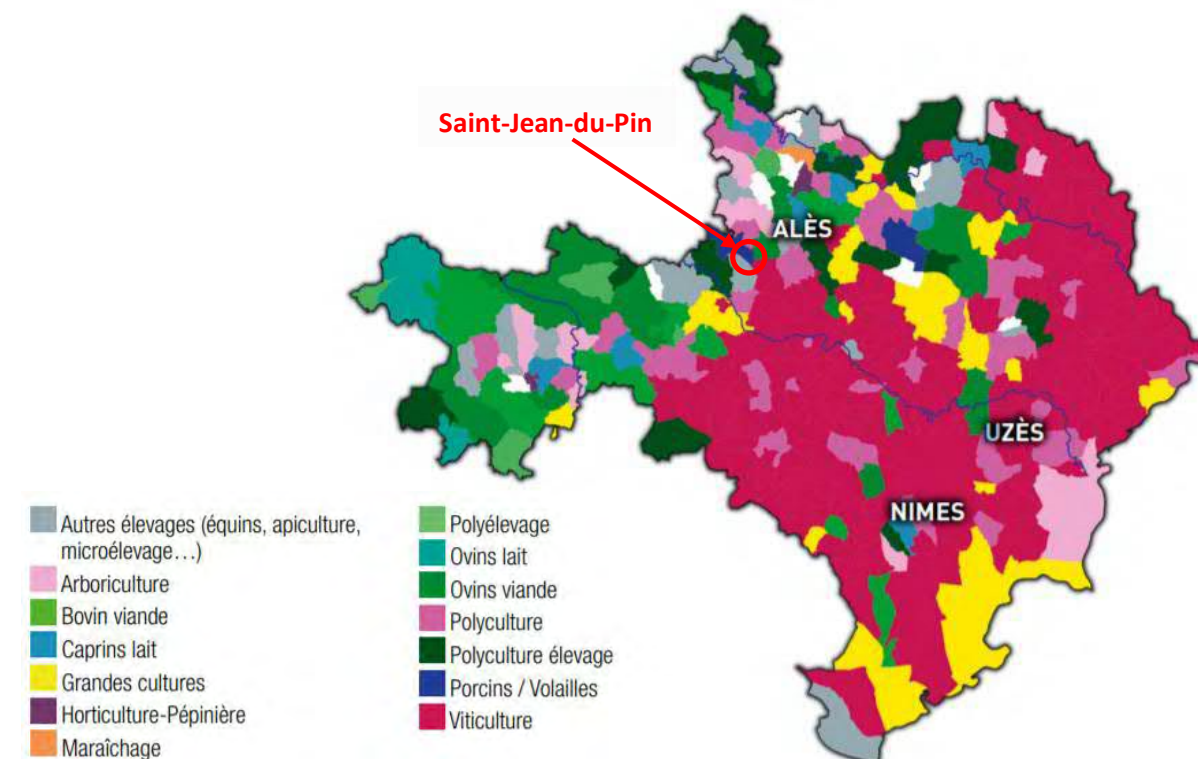 Saint-Jean-du-Pin
ALÈS
UZÈS
NIMES
Autres élevages (équins, apiculture,
microélevage...)
Arboriculture
Bovin viande
Caprins lait
Grandes cultures
Horticulture-Pépinière
Maraîchage
Polyélevage
Ovins lait
Ovins viande
Polyculture
Polyculture élevage
Porcins / Volailles
Viticulture